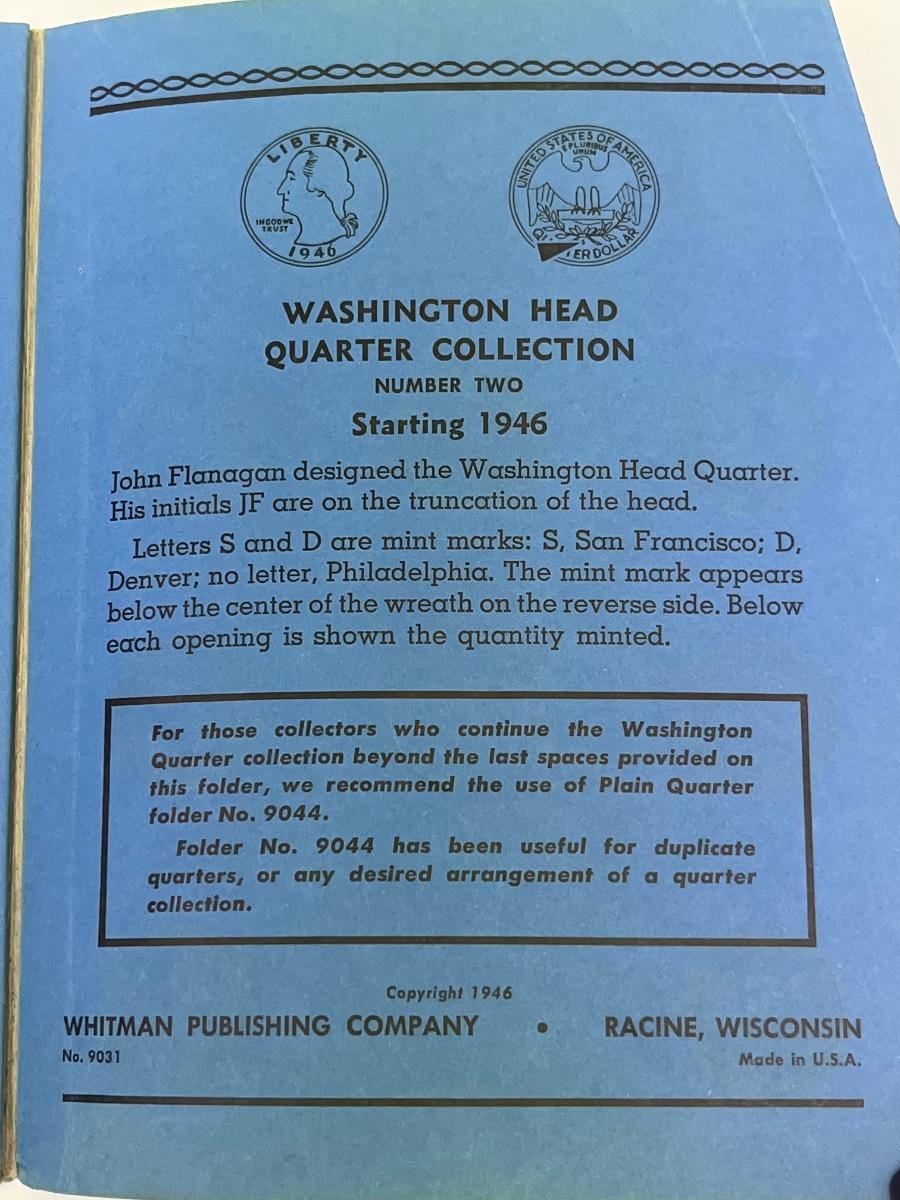 LIBERTY
IN GOD WE
TRUST
1946
UNITED STATES OF AMERICA
E PLURIBUS
UNUM
ER DOLLAR
WASHINGTON HEAD
QUARTER COLLECTION
NUMBER TWO
Starting 1946
John Flanagan designed the Washington Head Quarter.
His initials JF are on the truncation of the head.
Letters S and D are mint marks: S, San Francisco; D,
Denver; no letter, Philadelphia. The mint mark appears
below the center of the wreath on the reverse side. Below
each opening is shown the quantity minted.
For those collectors who continue the Washington
Quarter collection beyond the last spaces provided on
this folder, we recommend the use of Plain Quarter
folder No. 9044.
Folder No. 9044 has been useful for duplicate
quarters, or any desired arrangement of a quarter
collection.
Copyright 1946
WHITMAN PUBLISHING COMPANY • RACINE, WISCONSIN
No. 9031 Made in U.S.A.